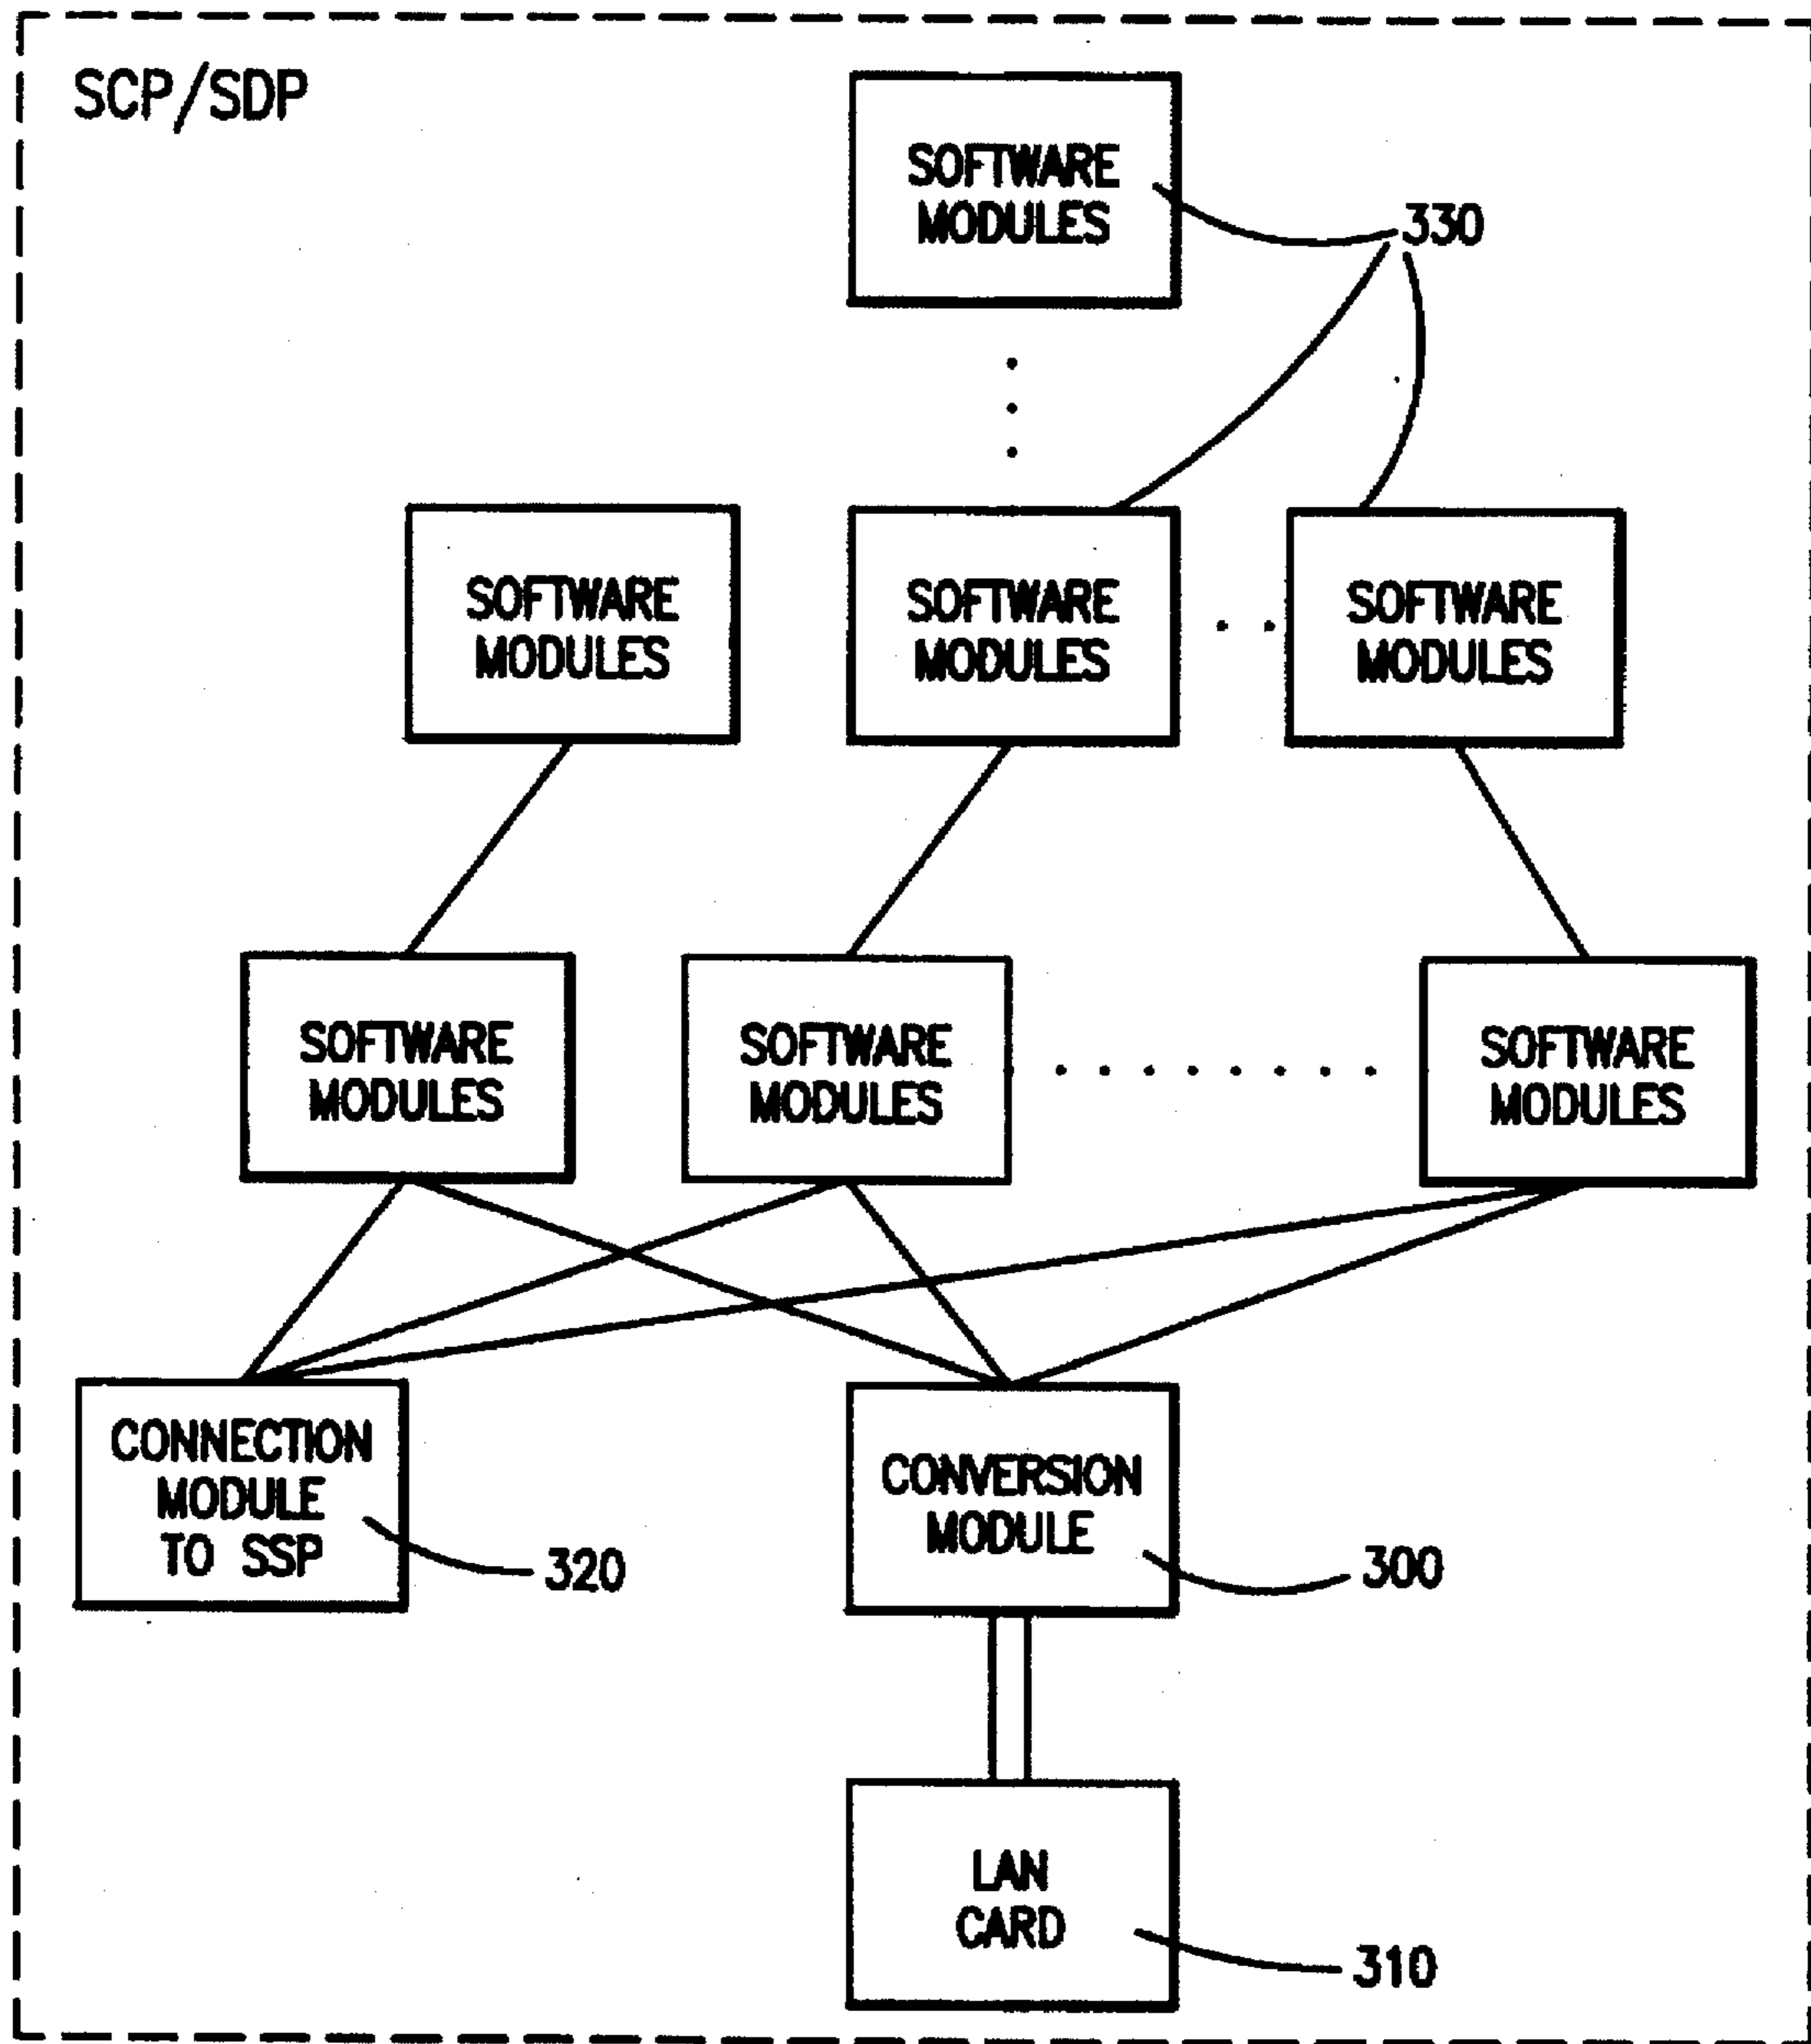 SCP/SDP
SOFTWARE
MODULES
330
SOFTWARE
MODULES
SOFTWARE
MODULES
SOFTWARE
MODULES
SOFTWARE
MODULES
SOFTWARE
MODULES
SOFTWARE
MODULES
CONNECTION
MODULE
TO SSP
320
CONVERSION
MODULE
300
LAN
CARD
310